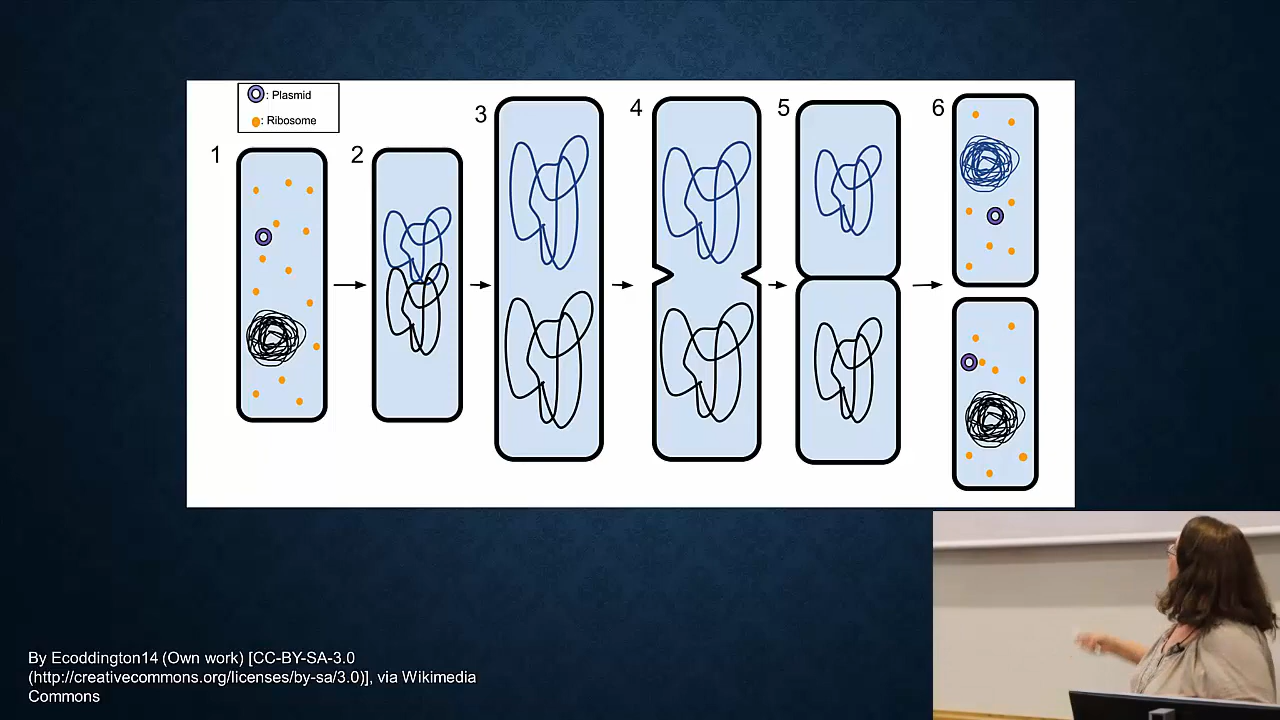 : Plasmid
: Ribosome
1
2
3
4
5
6
By Ecoddington14 (Own work) [CC-BY-SA-3.0
(http://creativecommons.org/licenses/by-sa/3.0)], via Wikimedia
Commons